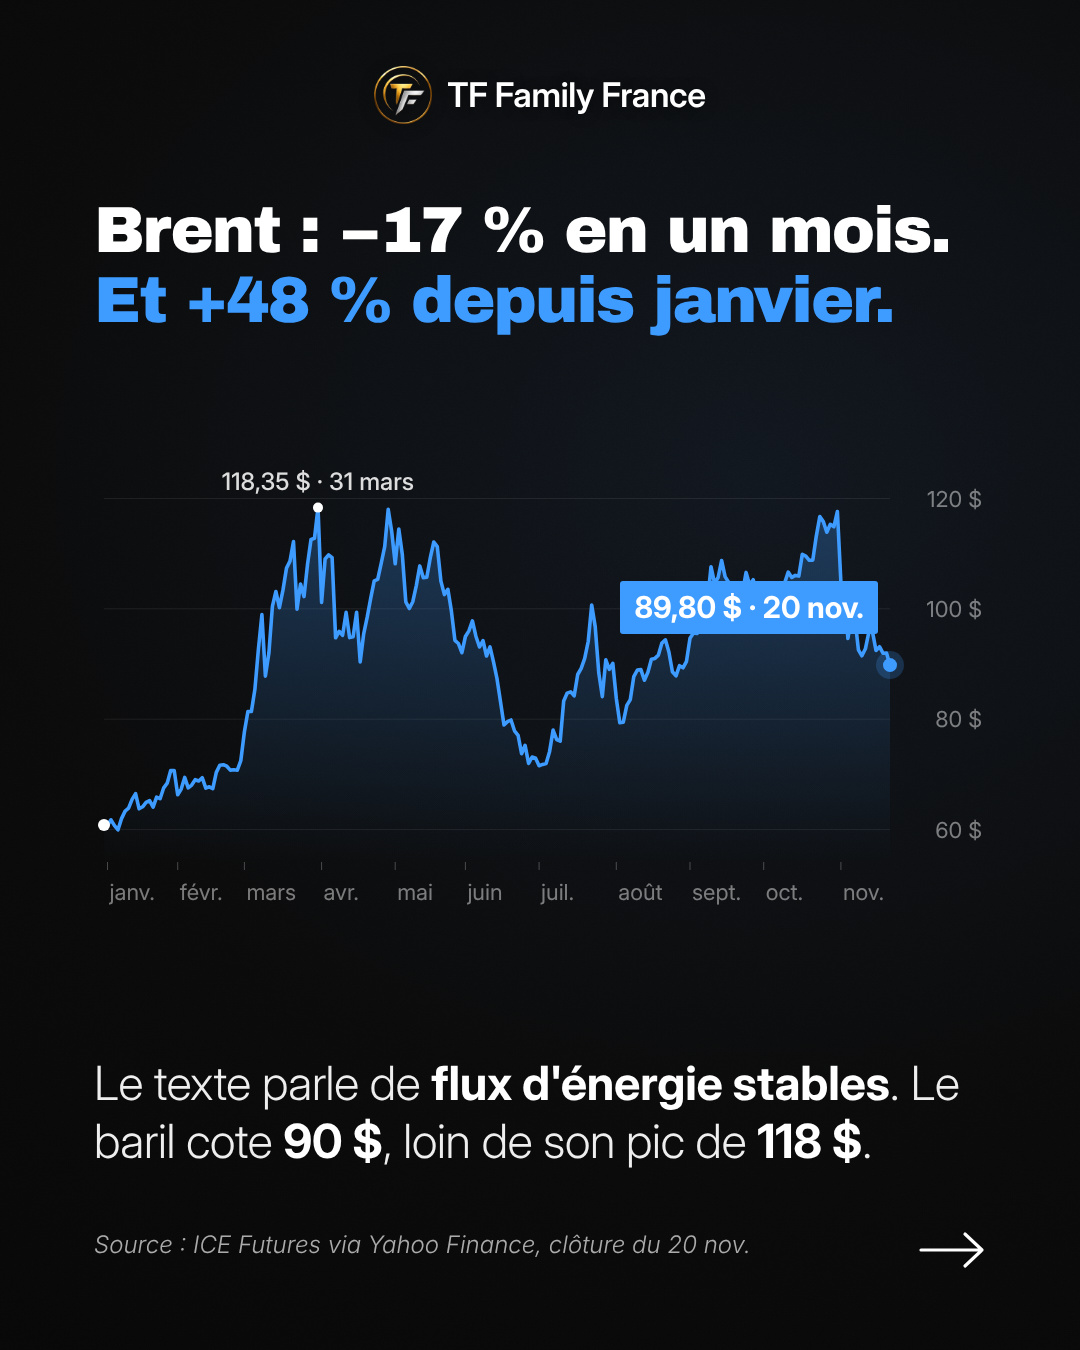 TF Family France
Brent : –17 % en un mois.
Et +48 % depuis janvier.
118,35 $ · 31 mars
120 $
89,80 $ · 20 nov.
100 $
80 $
60 $
janv. févr. mars avr. mai juin juil. août sept. oct. nov.
Le texte parle de flux d'énergie stables. Le
baril cote 90 $, loin de son pic de 118 $.
Source : ICE Futures via Yahoo Finance, clôture du 20 nov.